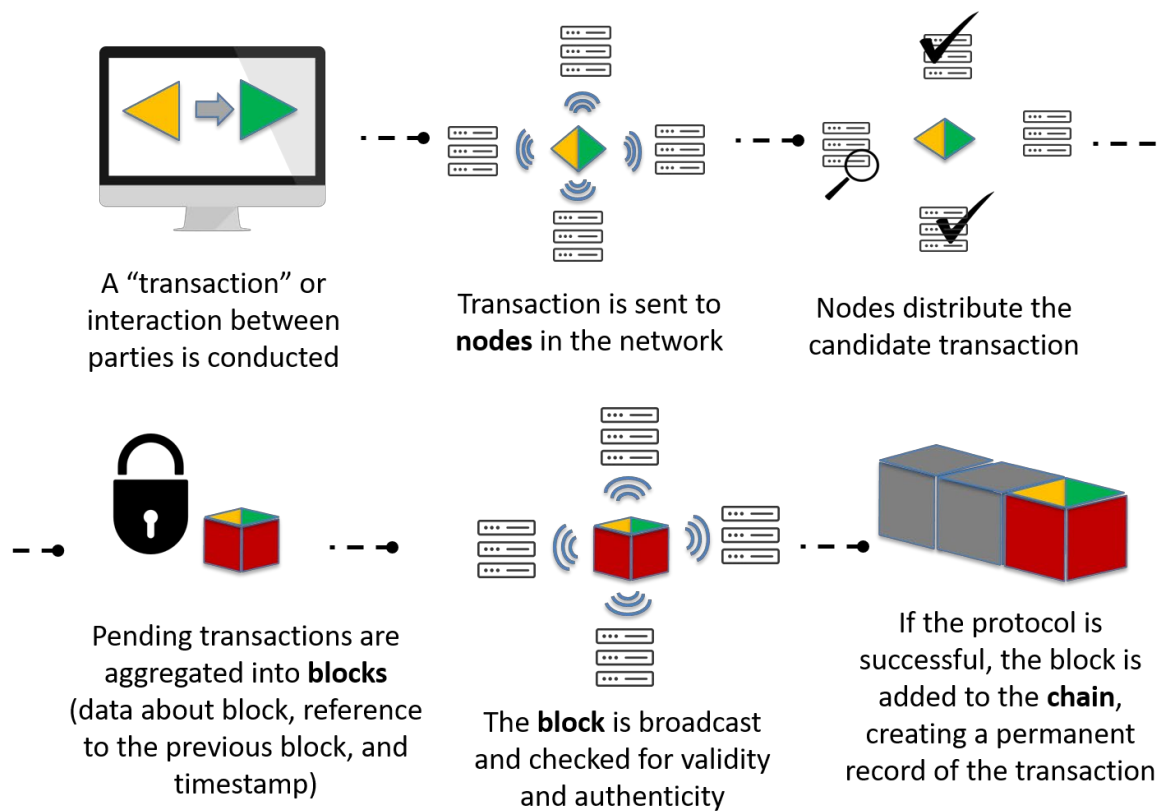 A “transaction” or
interaction between
parties is conducted
Transaction is sent to
nodes in the network
Nodes distribute the
candidate transaction
Pending transactions are
aggregated into blocks
(data about block, reference
to the previous block, and
timestamp)
The block is broadcast
and checked for validity
and authenticity
If the protocol is
successful, the block is
added to the chain,
creating a permanent
record of the transaction